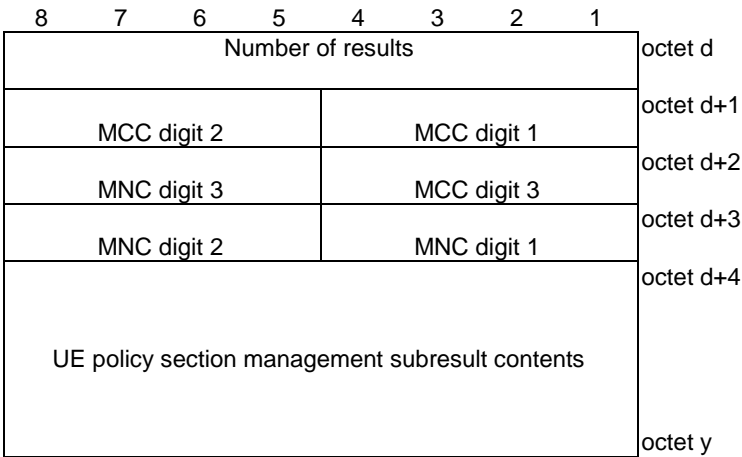 8 7 6 5 4 3 2 1
Number of results octet d
octet d+1
MCC digit 2 MCC digit 1
octet d+2
MNC digit 3 MCC digit 3
octet d+3
MNC digit 2 MNC digit 1
octet d+4
UE policy section management subresult contents
octet y